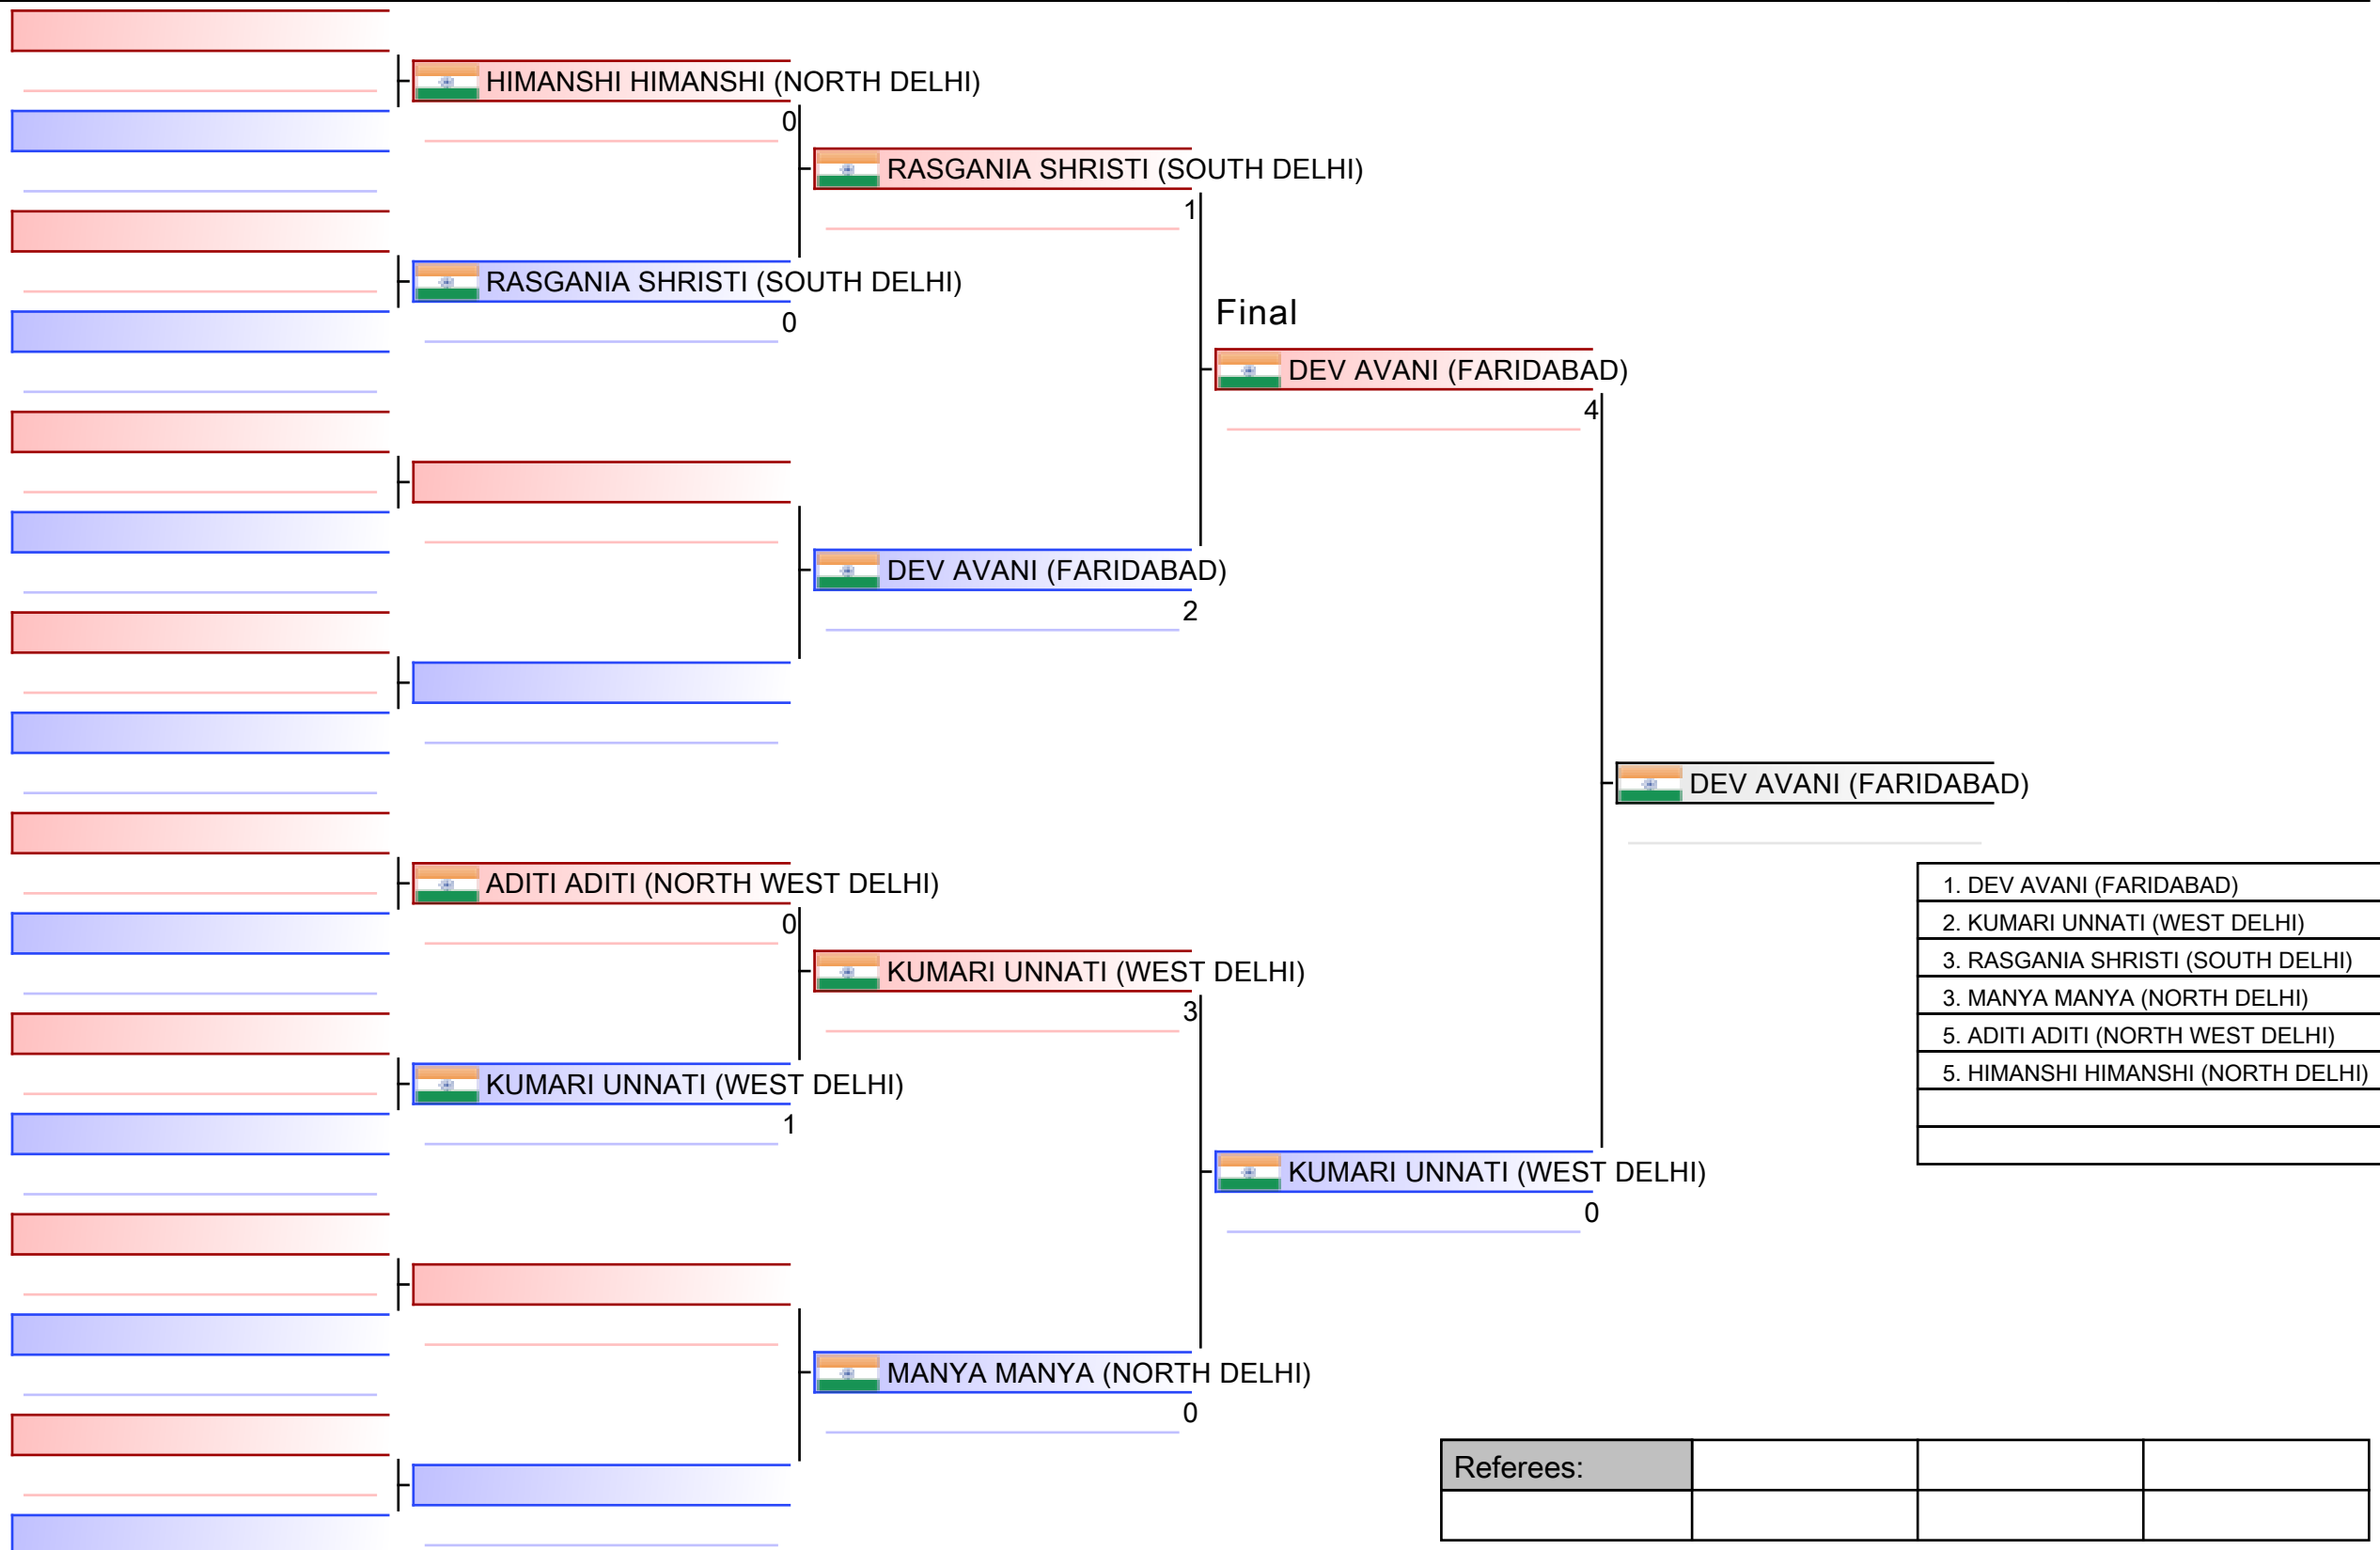 HIMANSHI HIMANSHI (NORTH DELHI)
0
RASGANIA SHRISTI (SOUTH DELHI)
1
RASGANIA SHRISTI (SOUTH DELHI)
0
Final
DEV AVANI (FARIDABAD)
4
DEV AVANI (FARIDABAD)
2
DEV AVANI (FARIDABAD)
ADITI ADITI (NORTH WEST DELHI)
0
KUMARI UNNATI (WEST DELHI)
3
KUMARI UNNATI (WEST DELHI)
1
KUMARI UNNATI (WEST DELHI)
0
MANYA MANYA (NORTH DELHI)
0
1. DEV AVANI (FARIDABAD)
2. KUMARI UNNATI (WEST DELHI)
3. RASGANIA SHRISTI (SOUTH DELHI)
3. MANYA MANYA (NORTH DELHI)
5. ADITI ADITI (NORTH WEST DELHI)
5. HIMANSHI HIMANSHI (NORTH DELHI)
Referees: